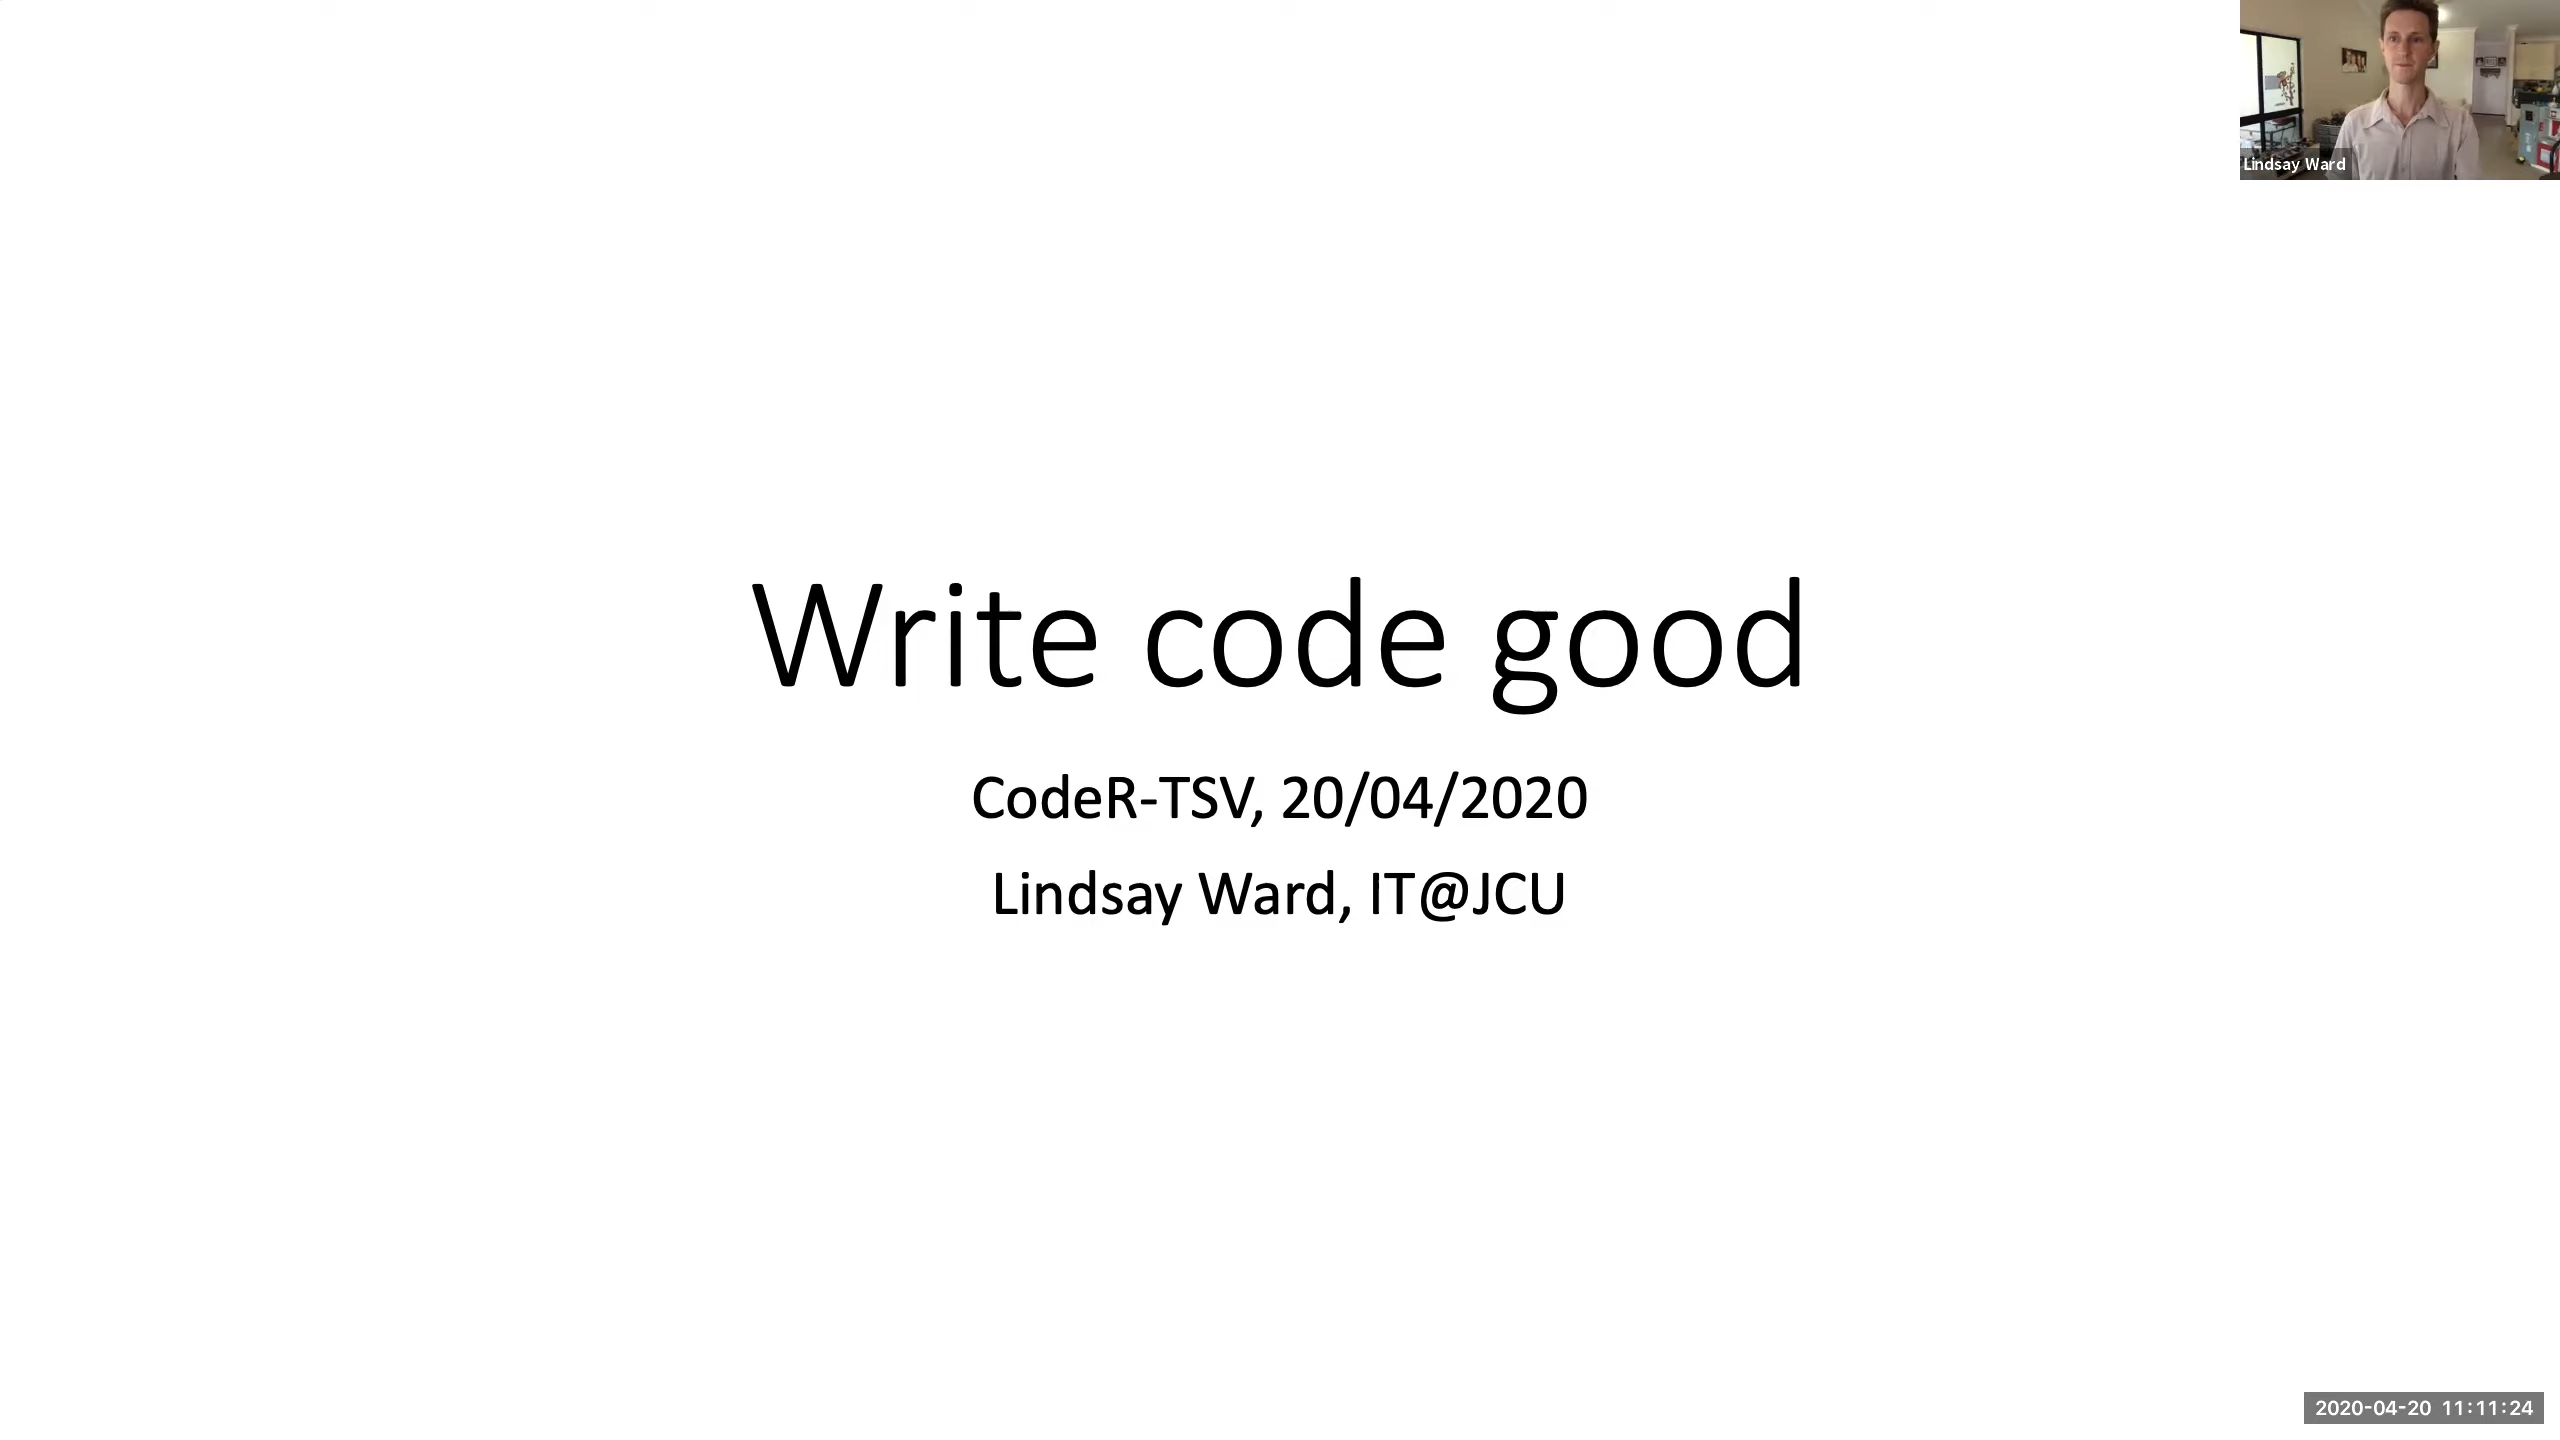 Lindsay Ward
Write code good
CodeR-TSV, 20/04/2020
Lindsay Ward, IT@JCU
2020-04-20 11:11:24